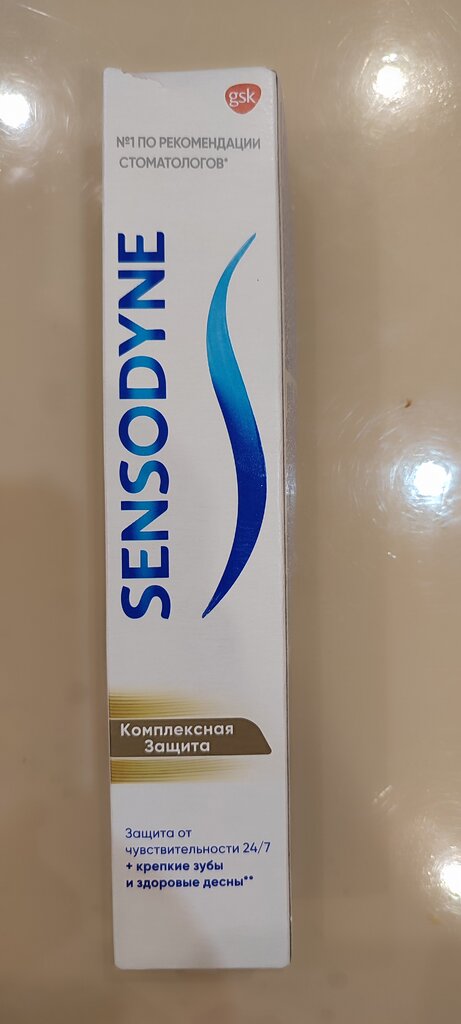 gsk
№1 ПО РЕКОМЕНДАЦИИ
СТОМАТОЛОГОВ*
SENSODYNE
Комплексная
Защита
Защита от
чувствительности 24/7
+ крепкие зубы
и здоровые десны**